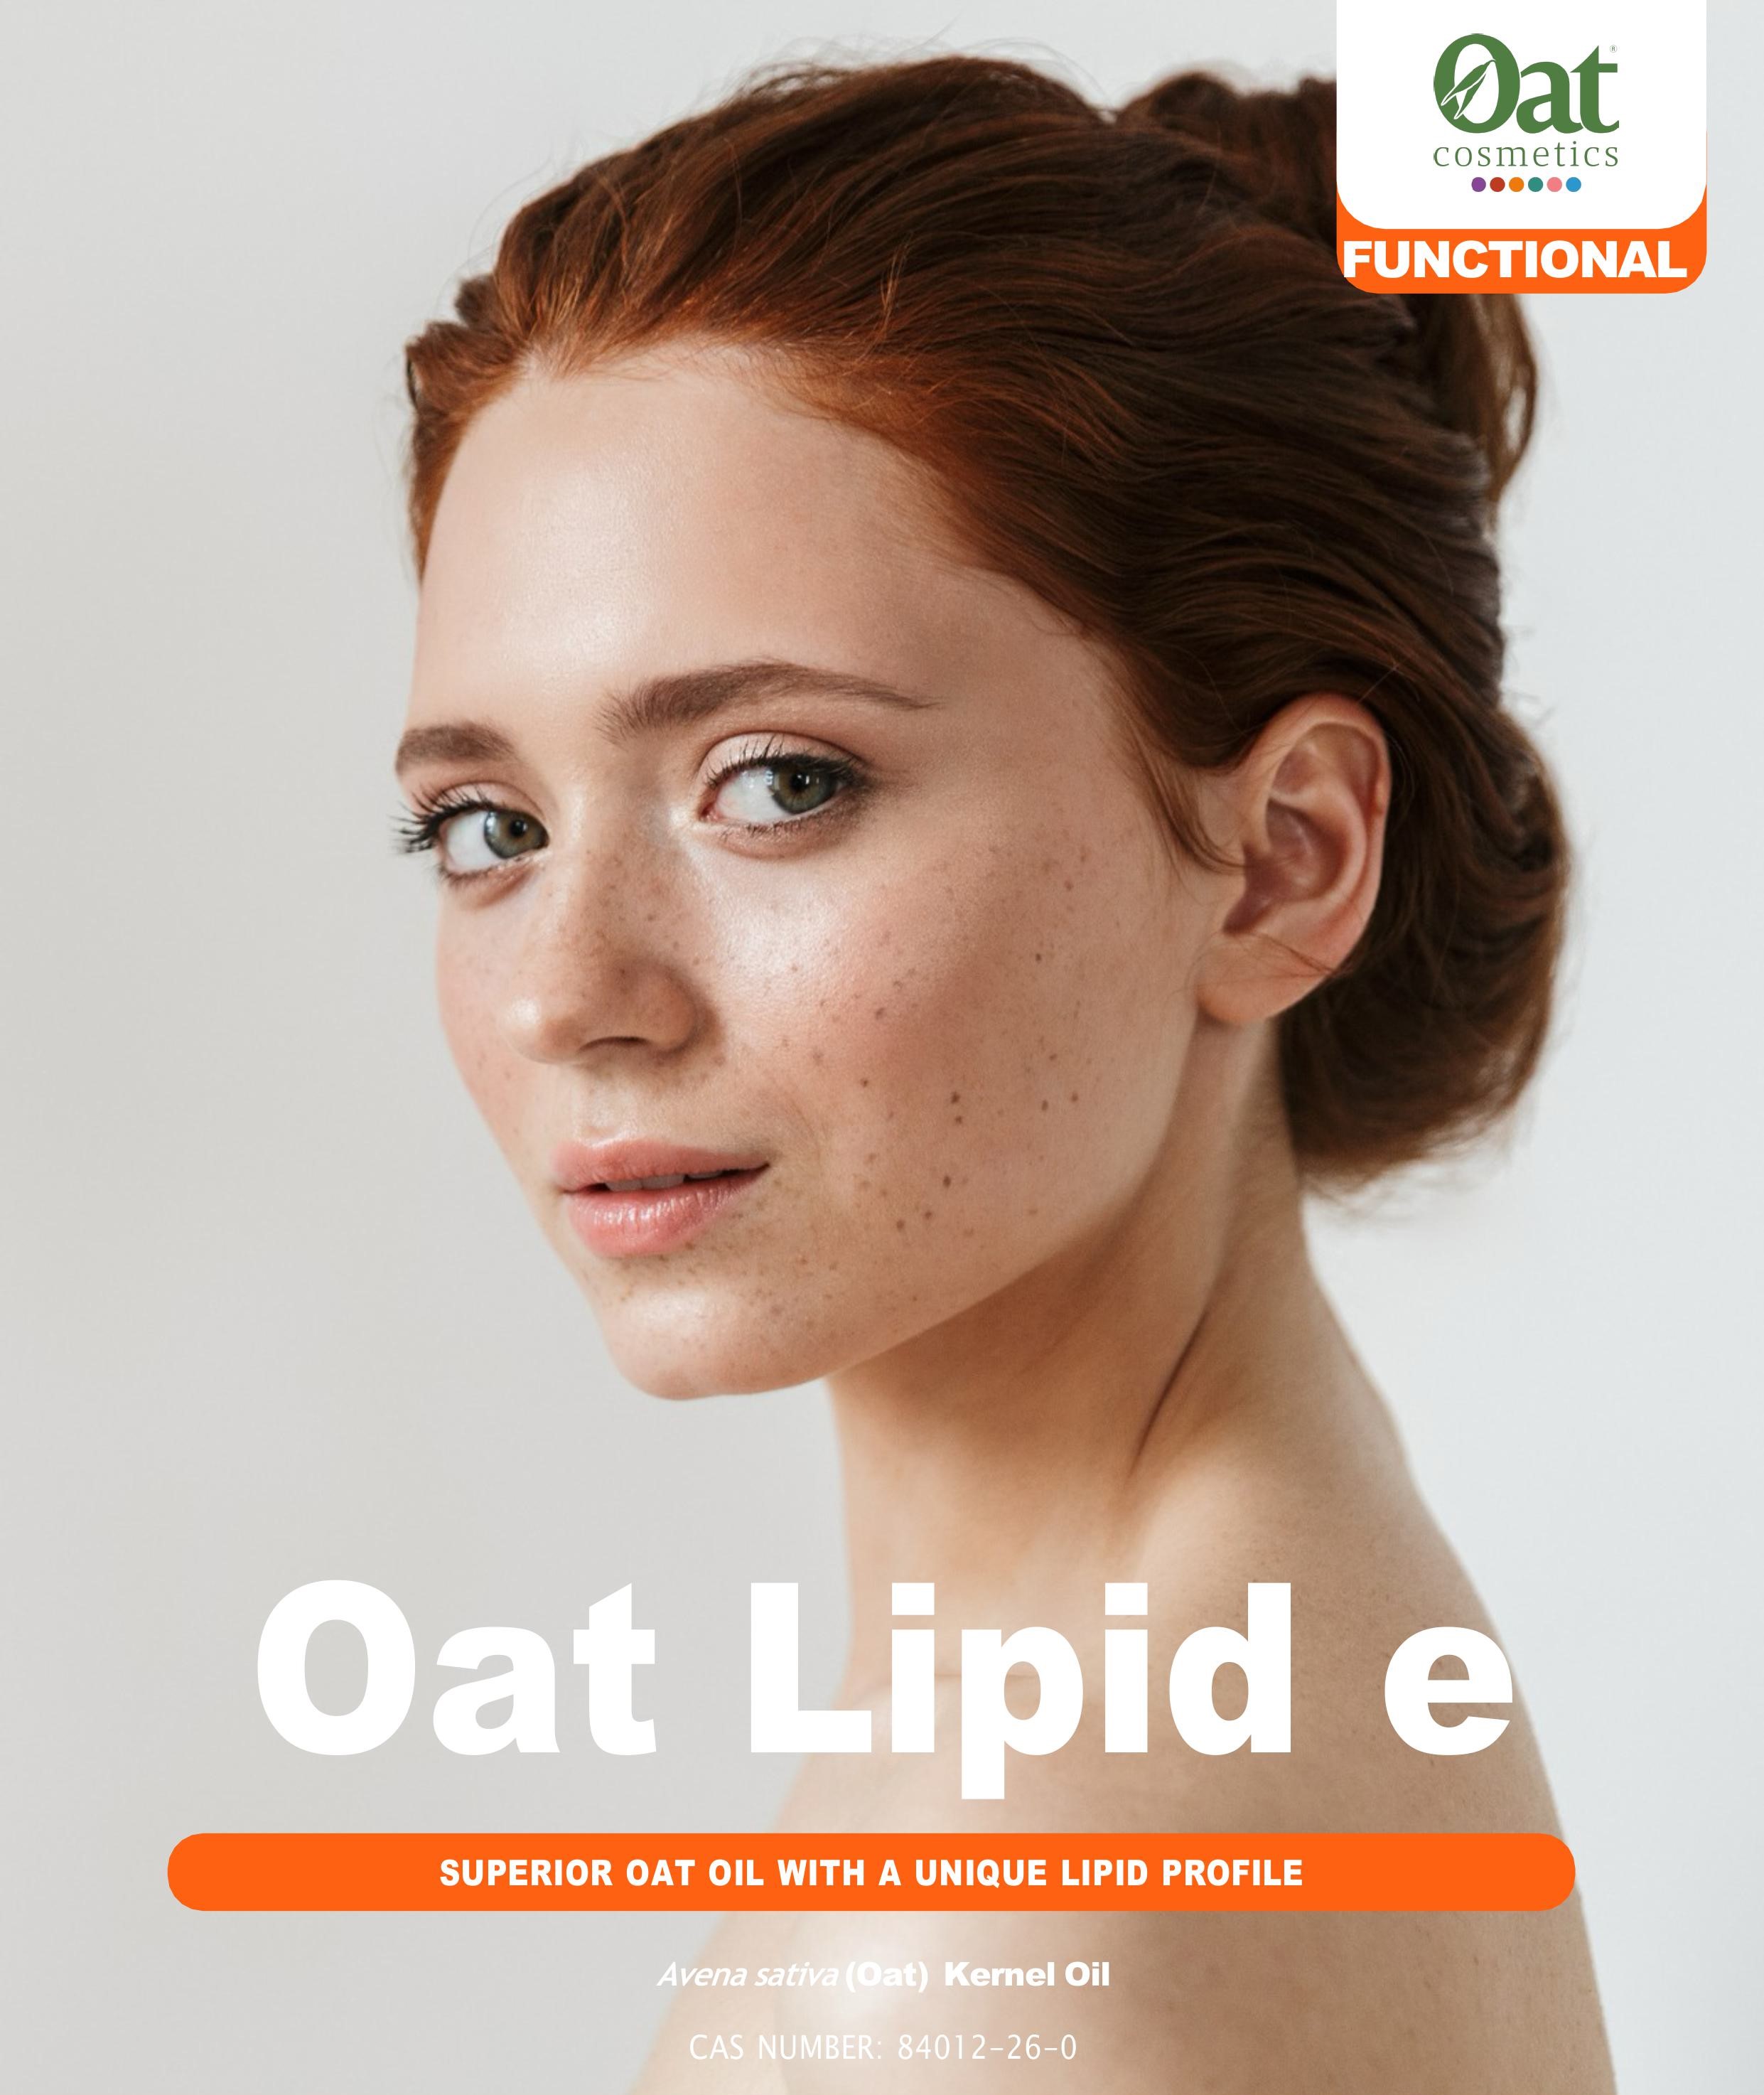 Oat®
cosmetics
FUNCTIONAL
Oat Lipid e
SUPERIOR OAT OIL WITH A UNIQUE LIPID PROFILE
Avena sativa (Oat) Kernel Oil
CAS NUMBER: 84012-26-0